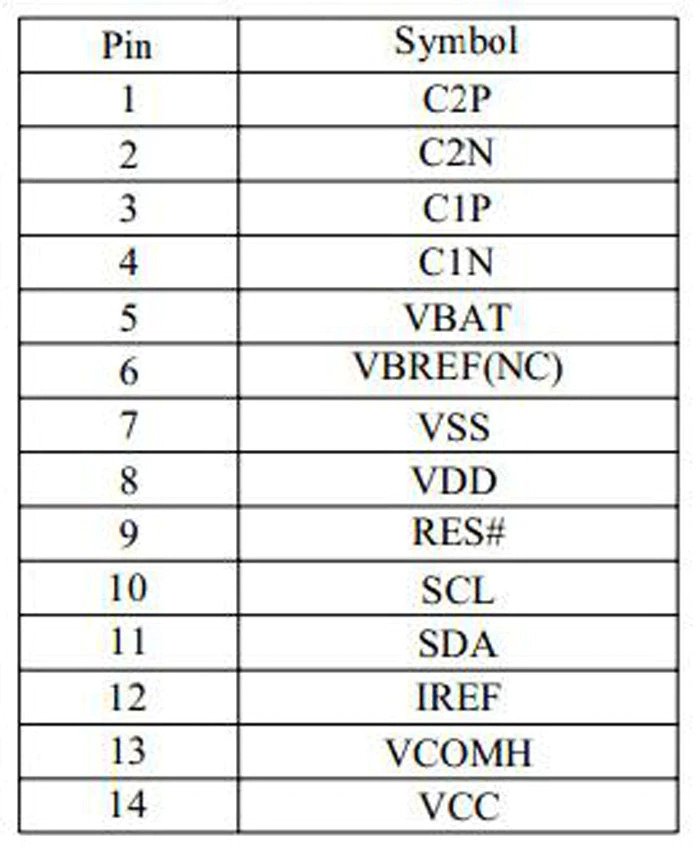 Pin Symbol
1 C2P
2 C2N
3 C1P
4 C1N
5 VBAT
6 VBREF(NC)
7 VSS
8 VDD
9 RES#
10 SCL
11 SDA
12 IREF
13 VCOMH
14 VCC